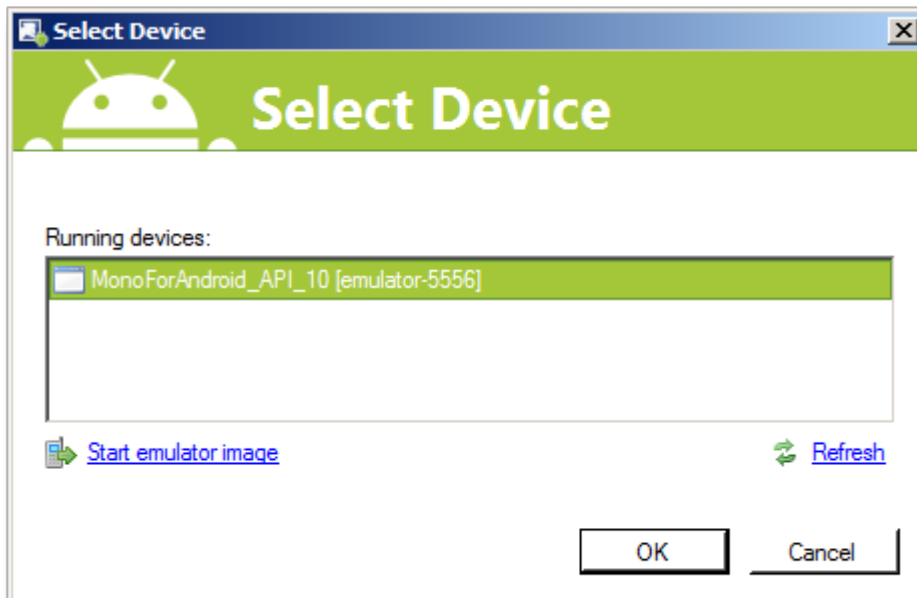 Select Device
Select Device
Running devices:
MonoForAndroid_API_10 [emulator-5556]
Start emulator image
Refresh
OK
Cancel